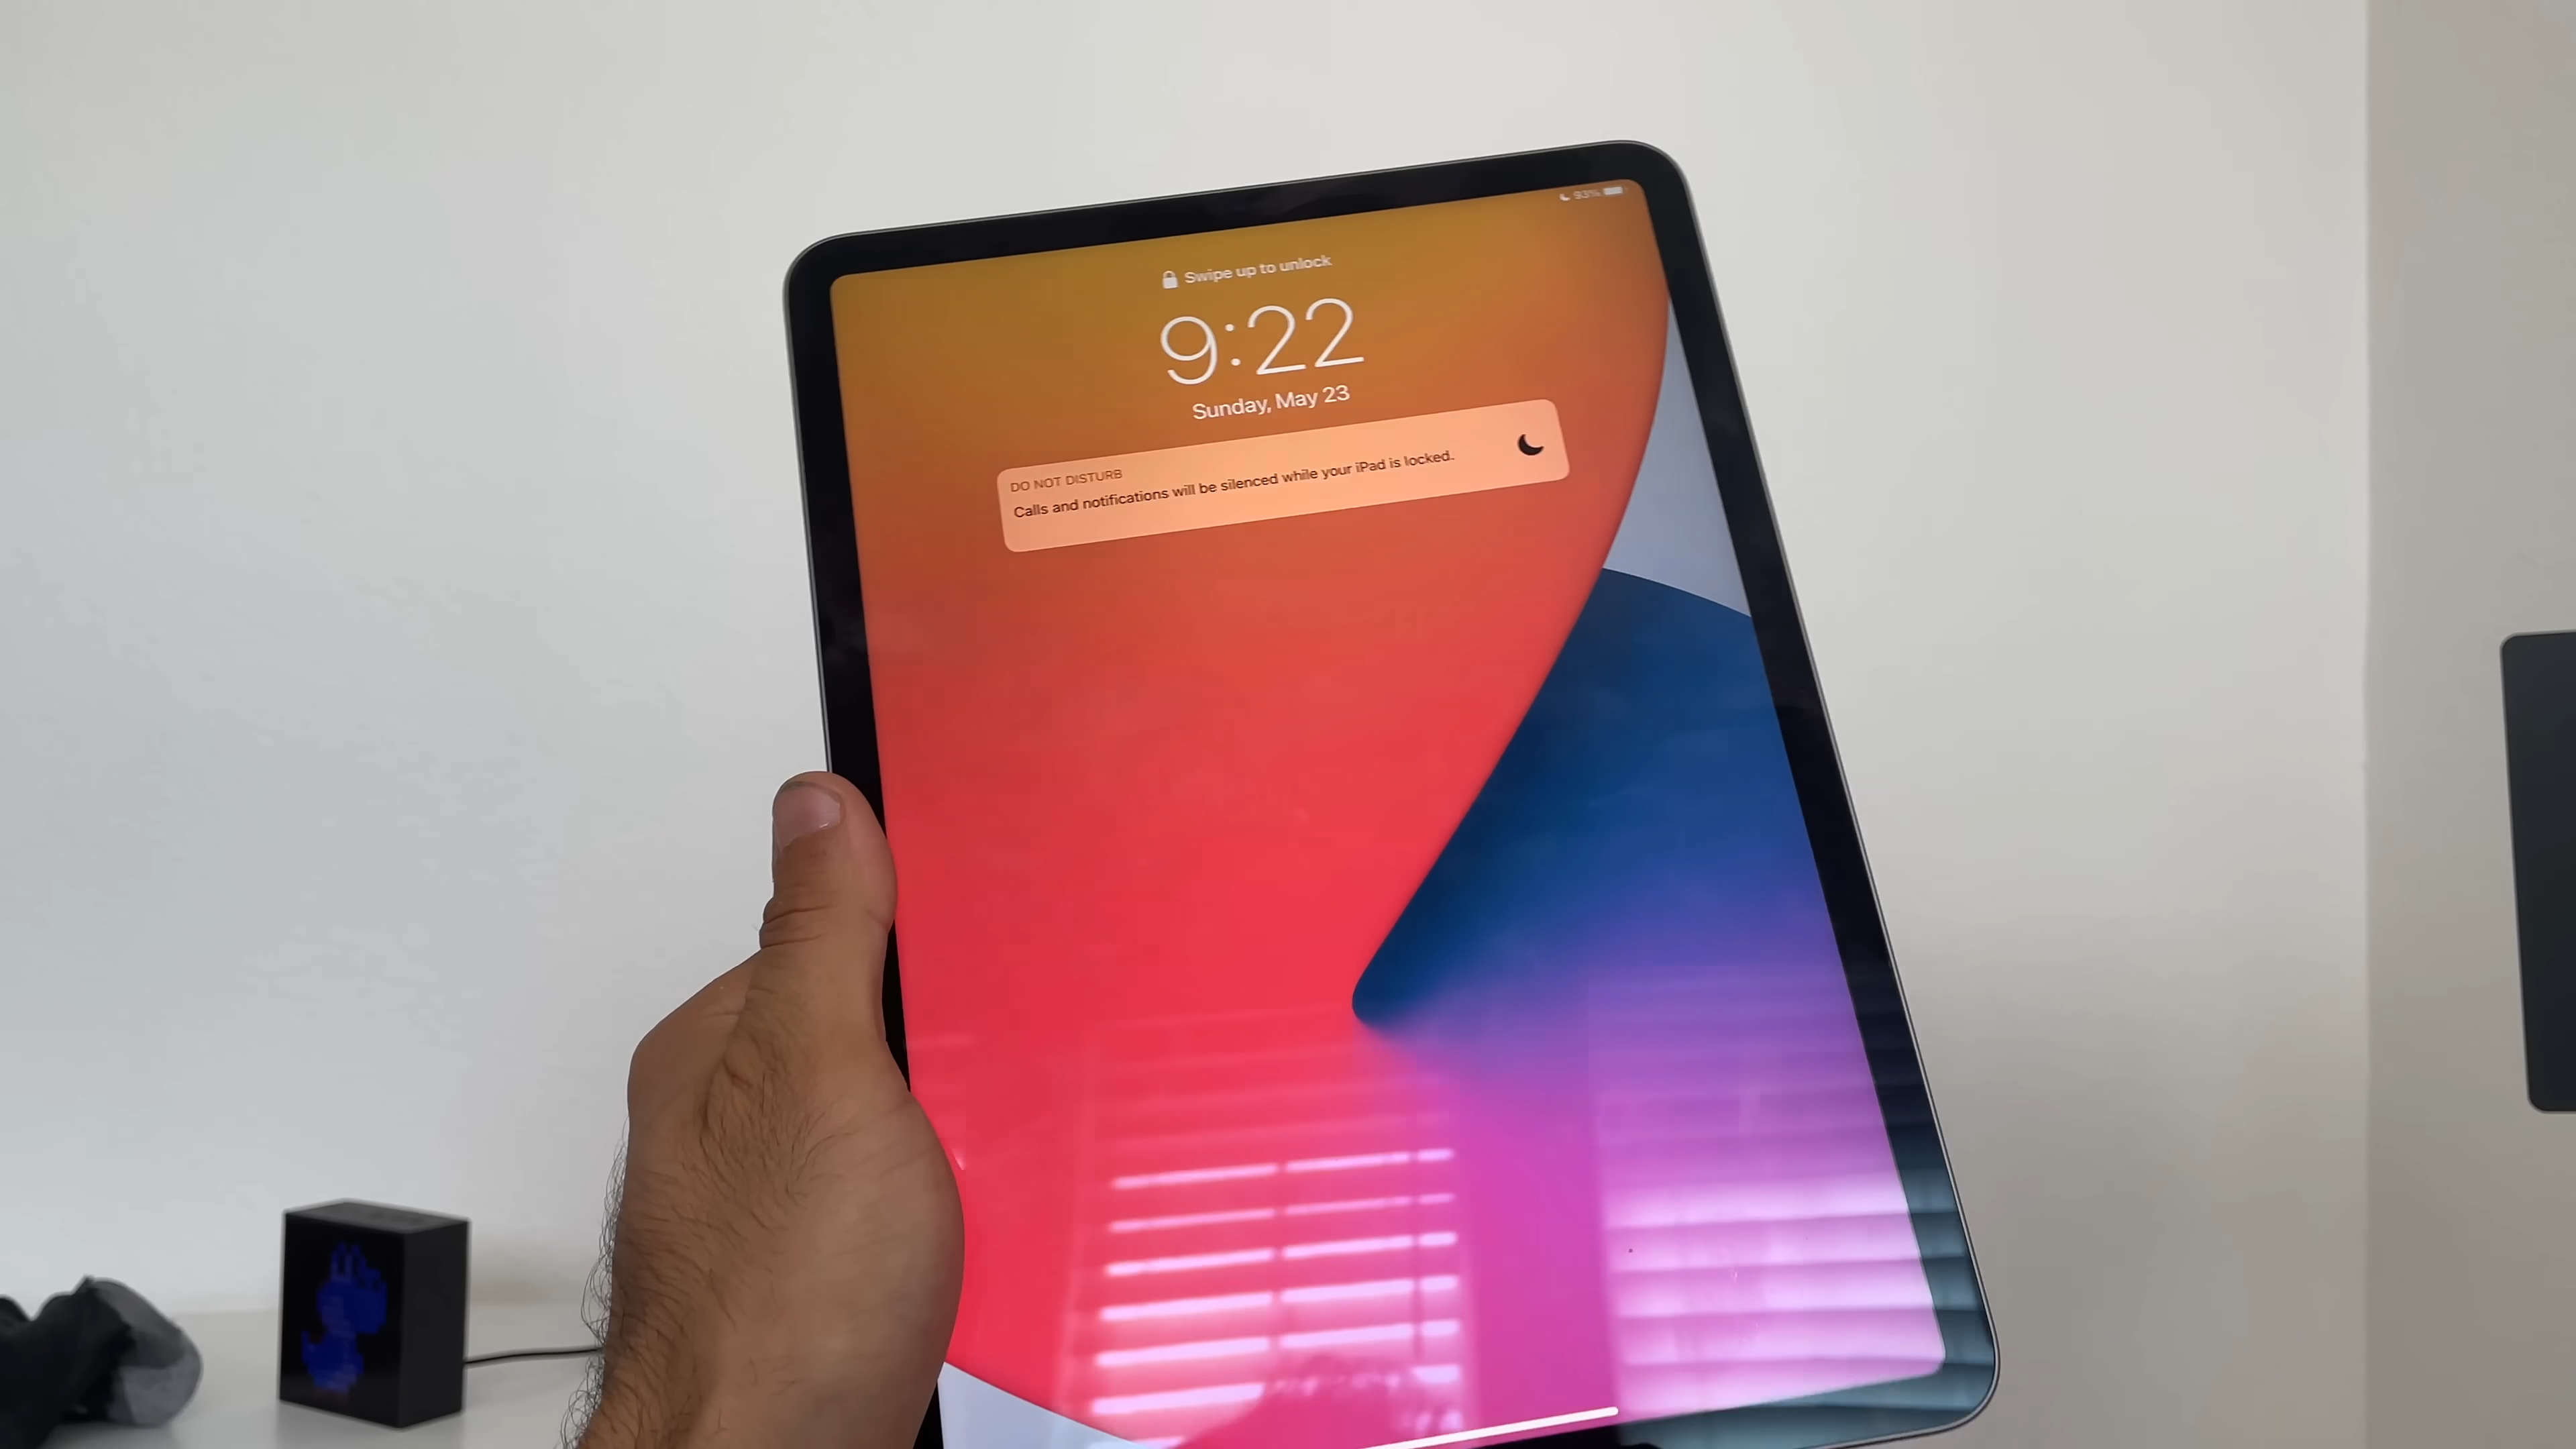 93%
Swipe up to unlock
9:22
Sunday, May 23
DO NOT DISTURB
Calls and notifications will be silenced while your iPad is locked.